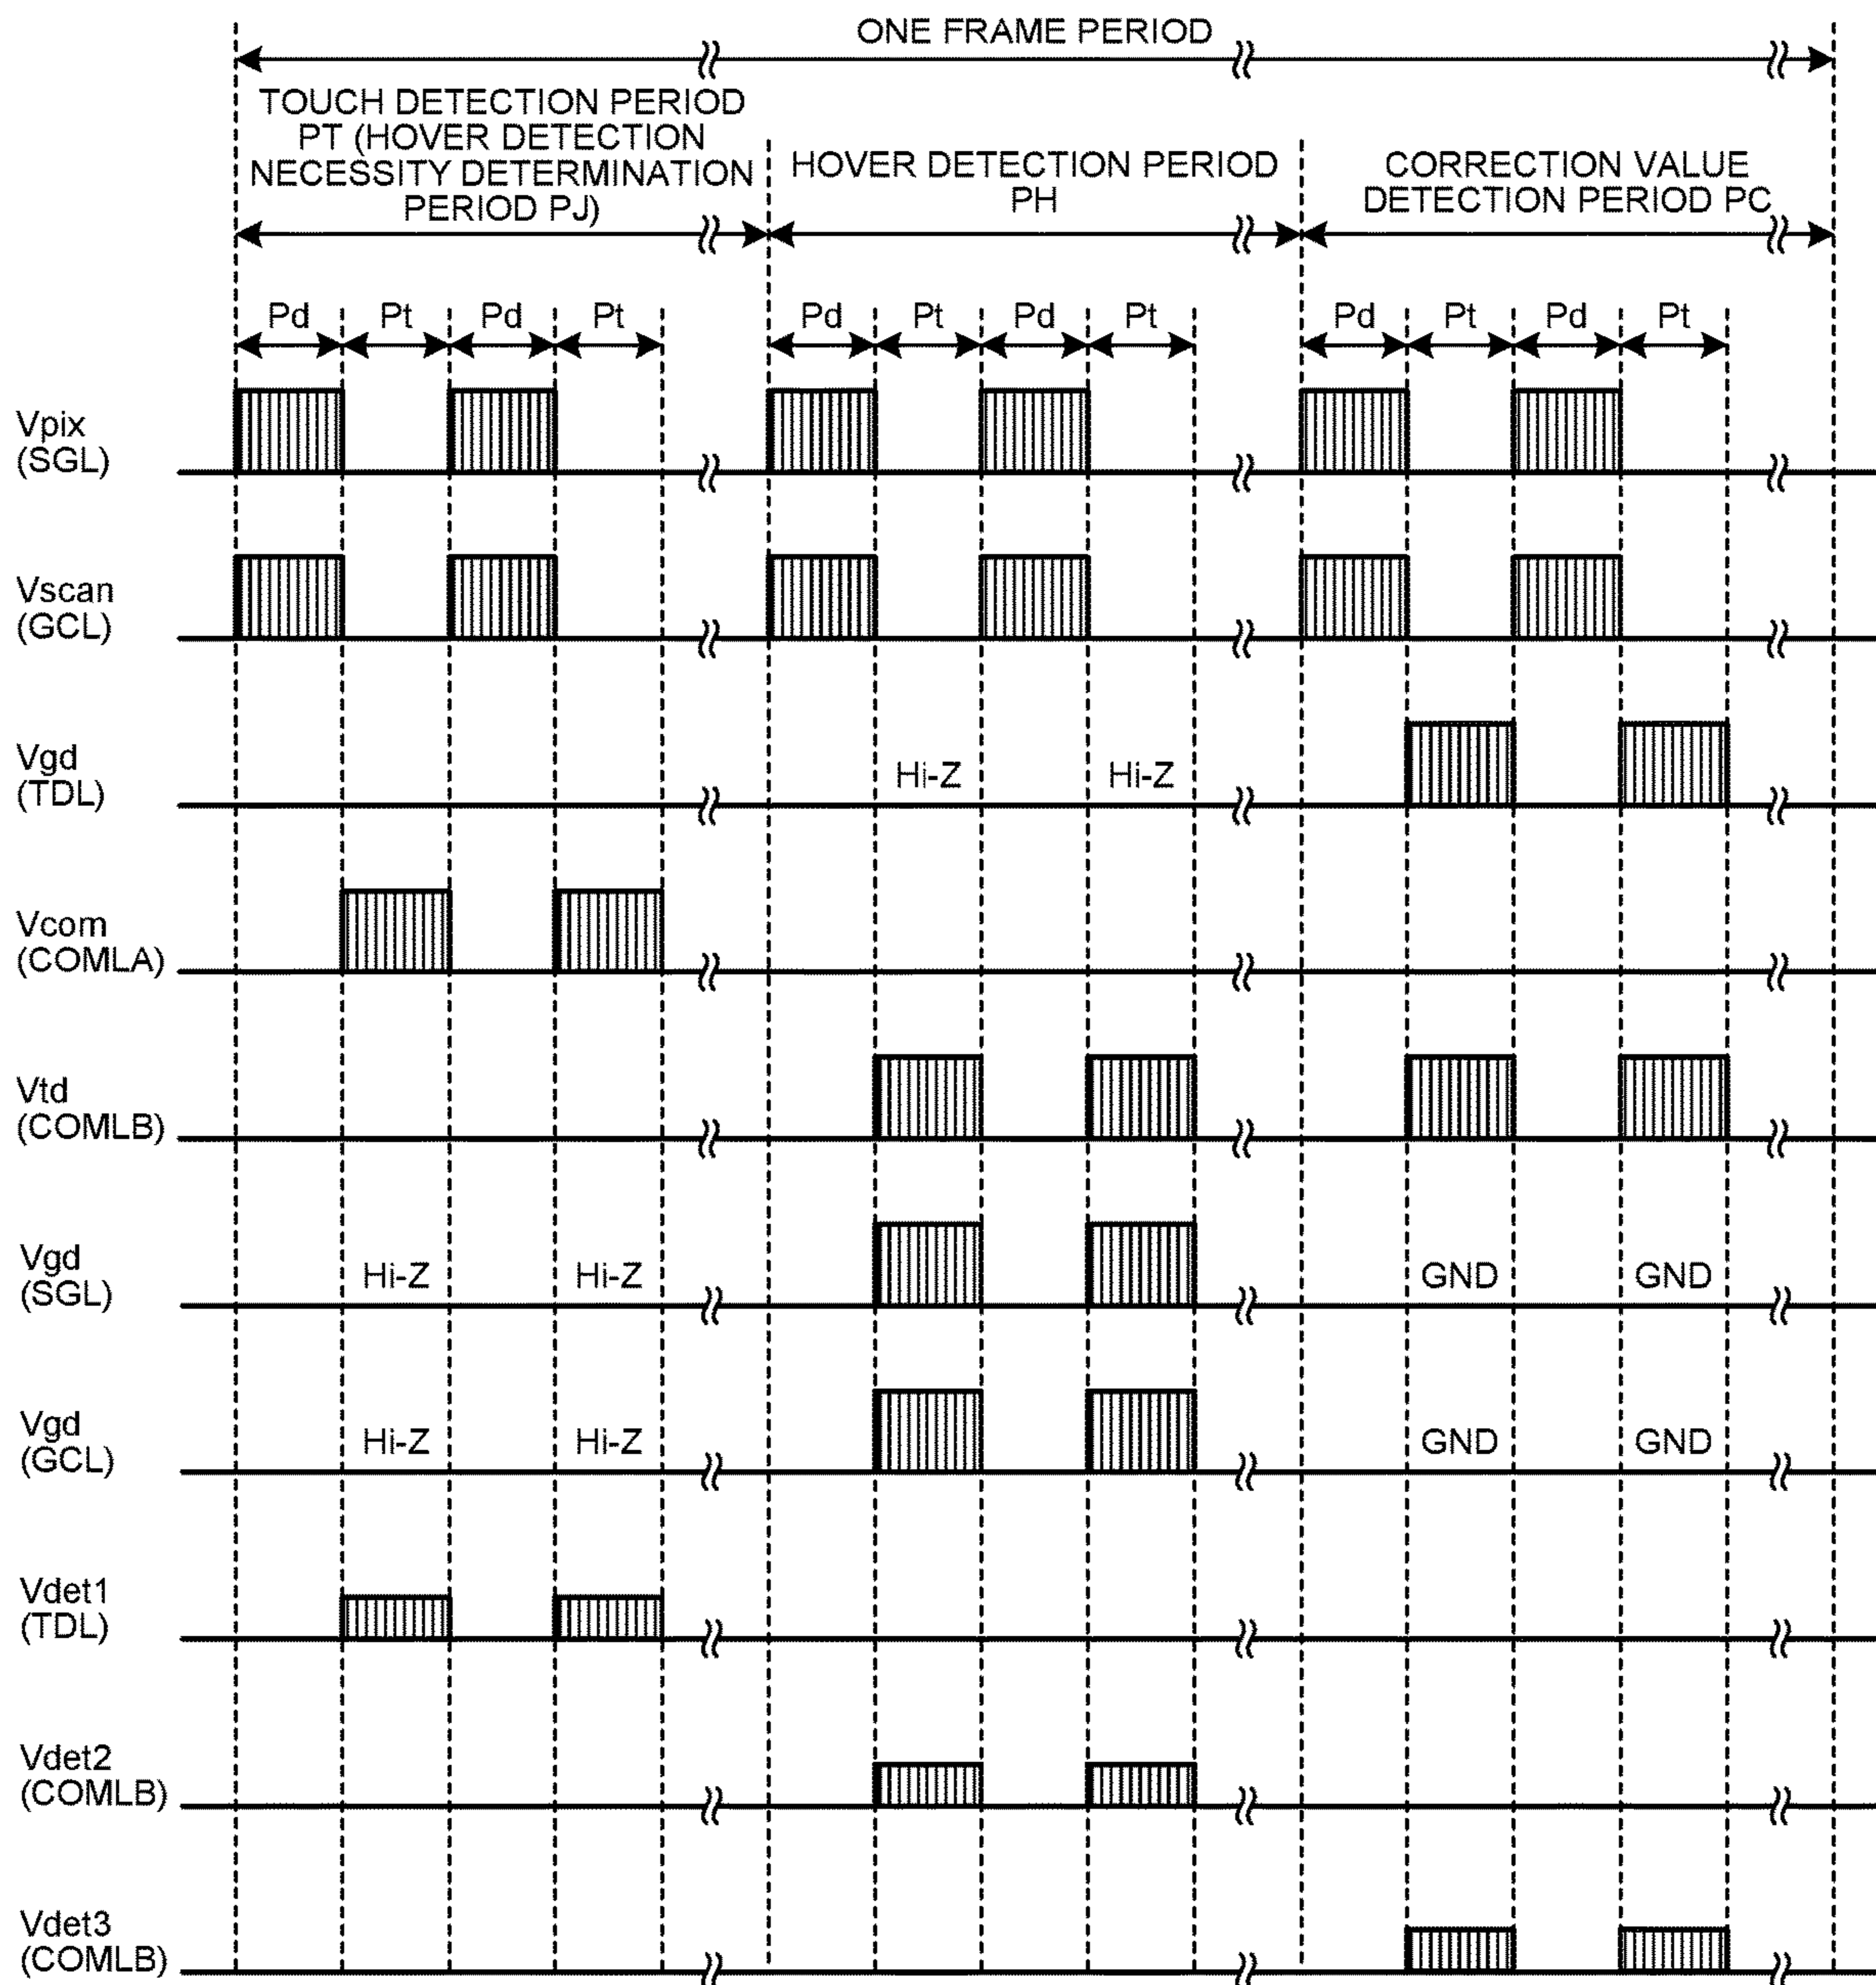 ONE FRAME PERIOD
TOUCH DETECTION PERIOD
PT (HOVER DETECTION
NECESSITY DETERMINATION
PERIOD PJ)
HOVER DETECTION PERIOD
PH
CORRECTION VALUE
DETECTION PERIOD PC
Pd Pt Pd Pt Pd Pt Pd Pt Pd Pt Pd Pt
Vpix
(SGL)
Vscan
(GCL)
Vgd
(TDL)
Hi-Z Hi-Z
Vcom
(COMLA)
Vtd
(COMLB)
Vgd
(SGL)
Hi-Z Hi-Z GND GND
Vgd
(GCL)
Hi-Z Hi-Z GND GND
Vdet1
(TDL)
Vdet2
(COMLB)
Vdet3
(COMLB)